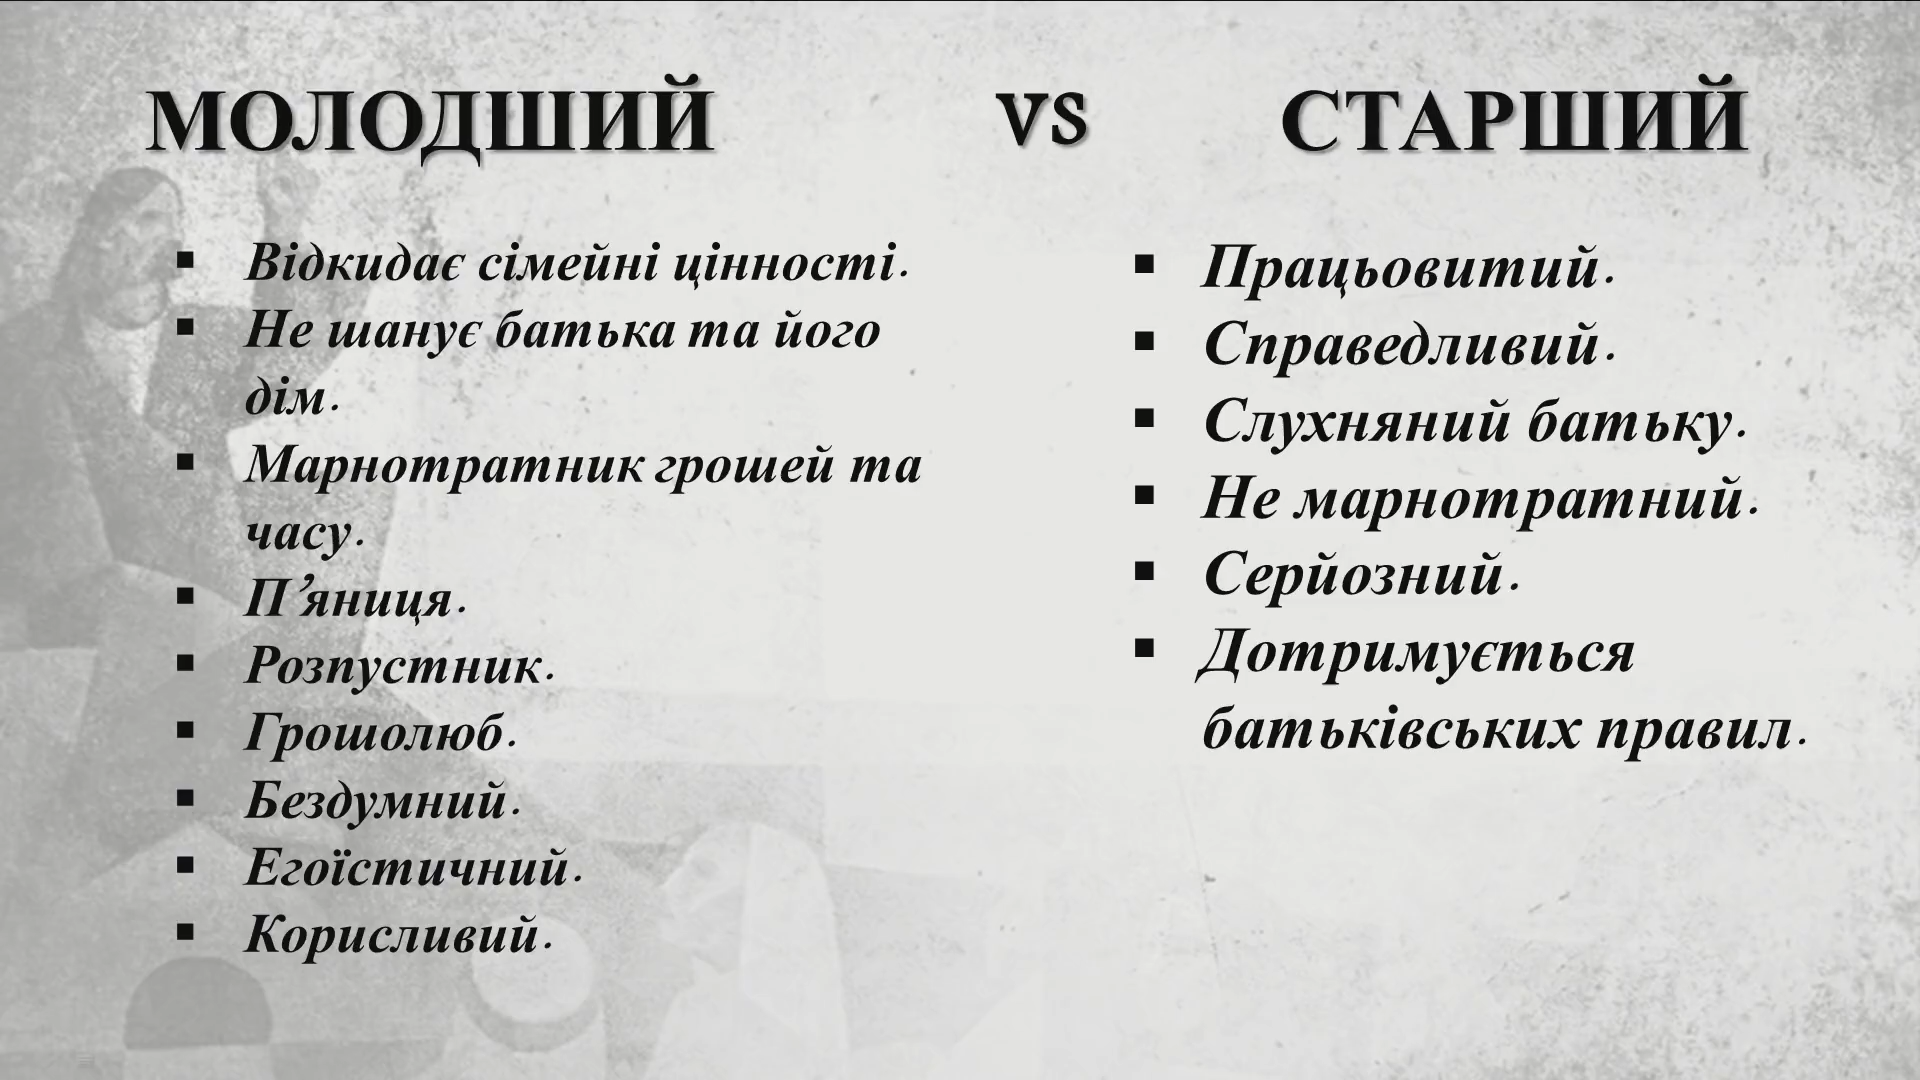 МОЛОДШИЙ vs СТАРШИЙ
▪ Відкидає сімейні цінності.
▪ Не шанує батька та його
дім.
▪ Марнотратник грошей та
часу.
▪ П’яниця.
▪ Розпустник.
▪ Грошолюб.
▪ Бездумний.
▪ Егоїстичний.
▪ Корисливий.
▪ Працьовитий.
▪ Справедливий.
▪ Слухняний батьку.
▪ Не марнотратний.
▪ Серйозний.
▪ Дотримується
батьківських правил.